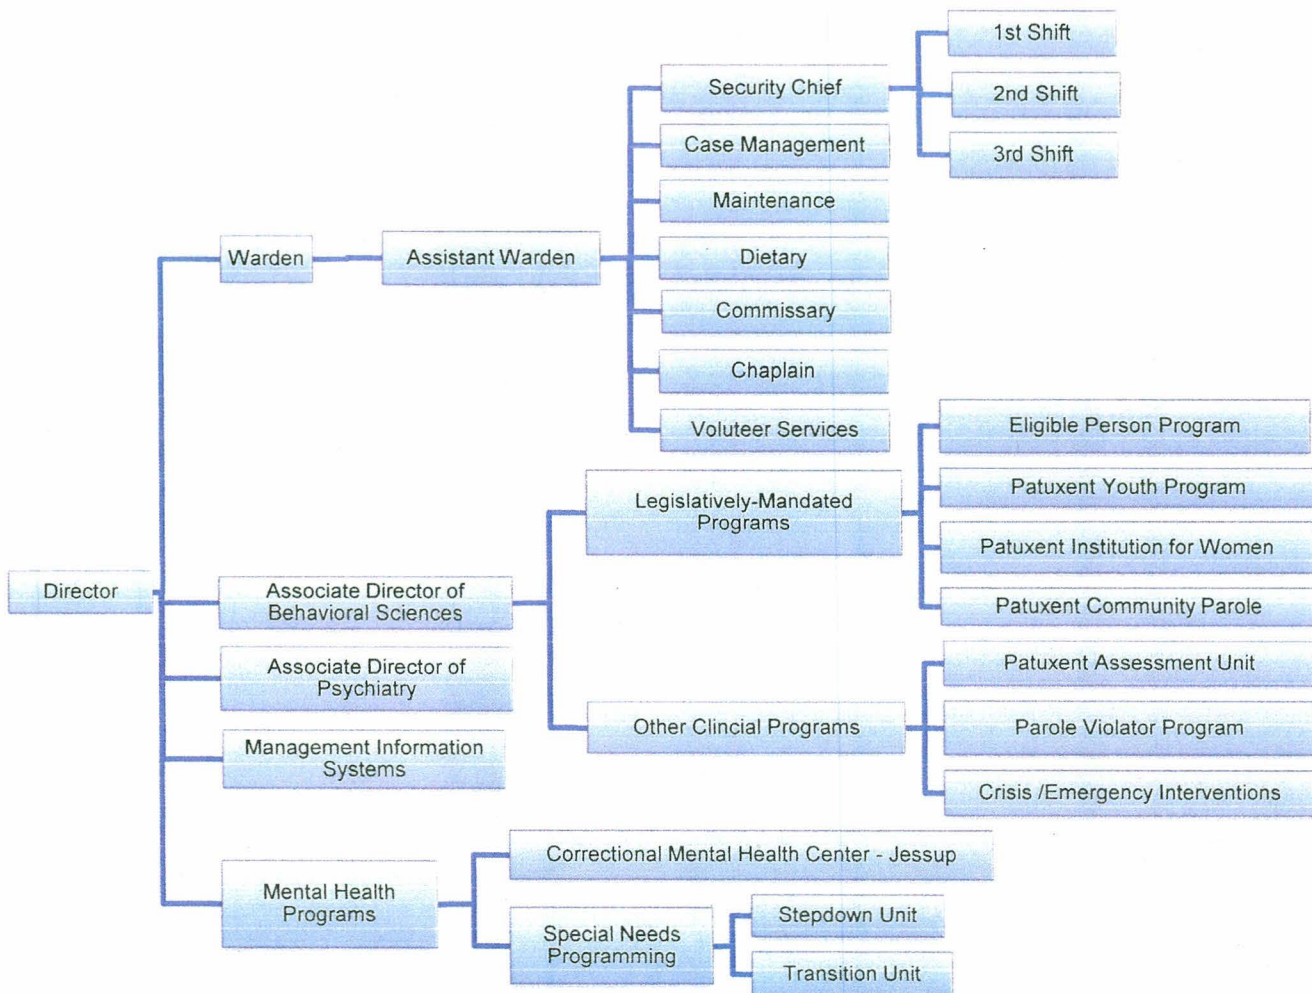 1st Shift
Security Chief
2nd Shift
Case Management
3rd Shift
Maintenance
Warden
Assistant Warden
Dietary
Commissary
Chaplain
Voluteer Services
Eligible Person Program
Legislatively-Mandated
Programs
Patuxent Youth Program
Patuxent Institution for Women
Director
Associate Director of
Behavioral Sciences
Patuxent Community Parole
Associate Director of
Psychiatry
Patuxent Assessment Unit
Other Clincial Programs
Parole Violator Program
Management Information
Systems
Crisis /Emergency Interventions
Correctional Mental Health Center - Jessup
Mental Health
Programs
Special Needs
Programming
Stepdown Unit
Transition Unit